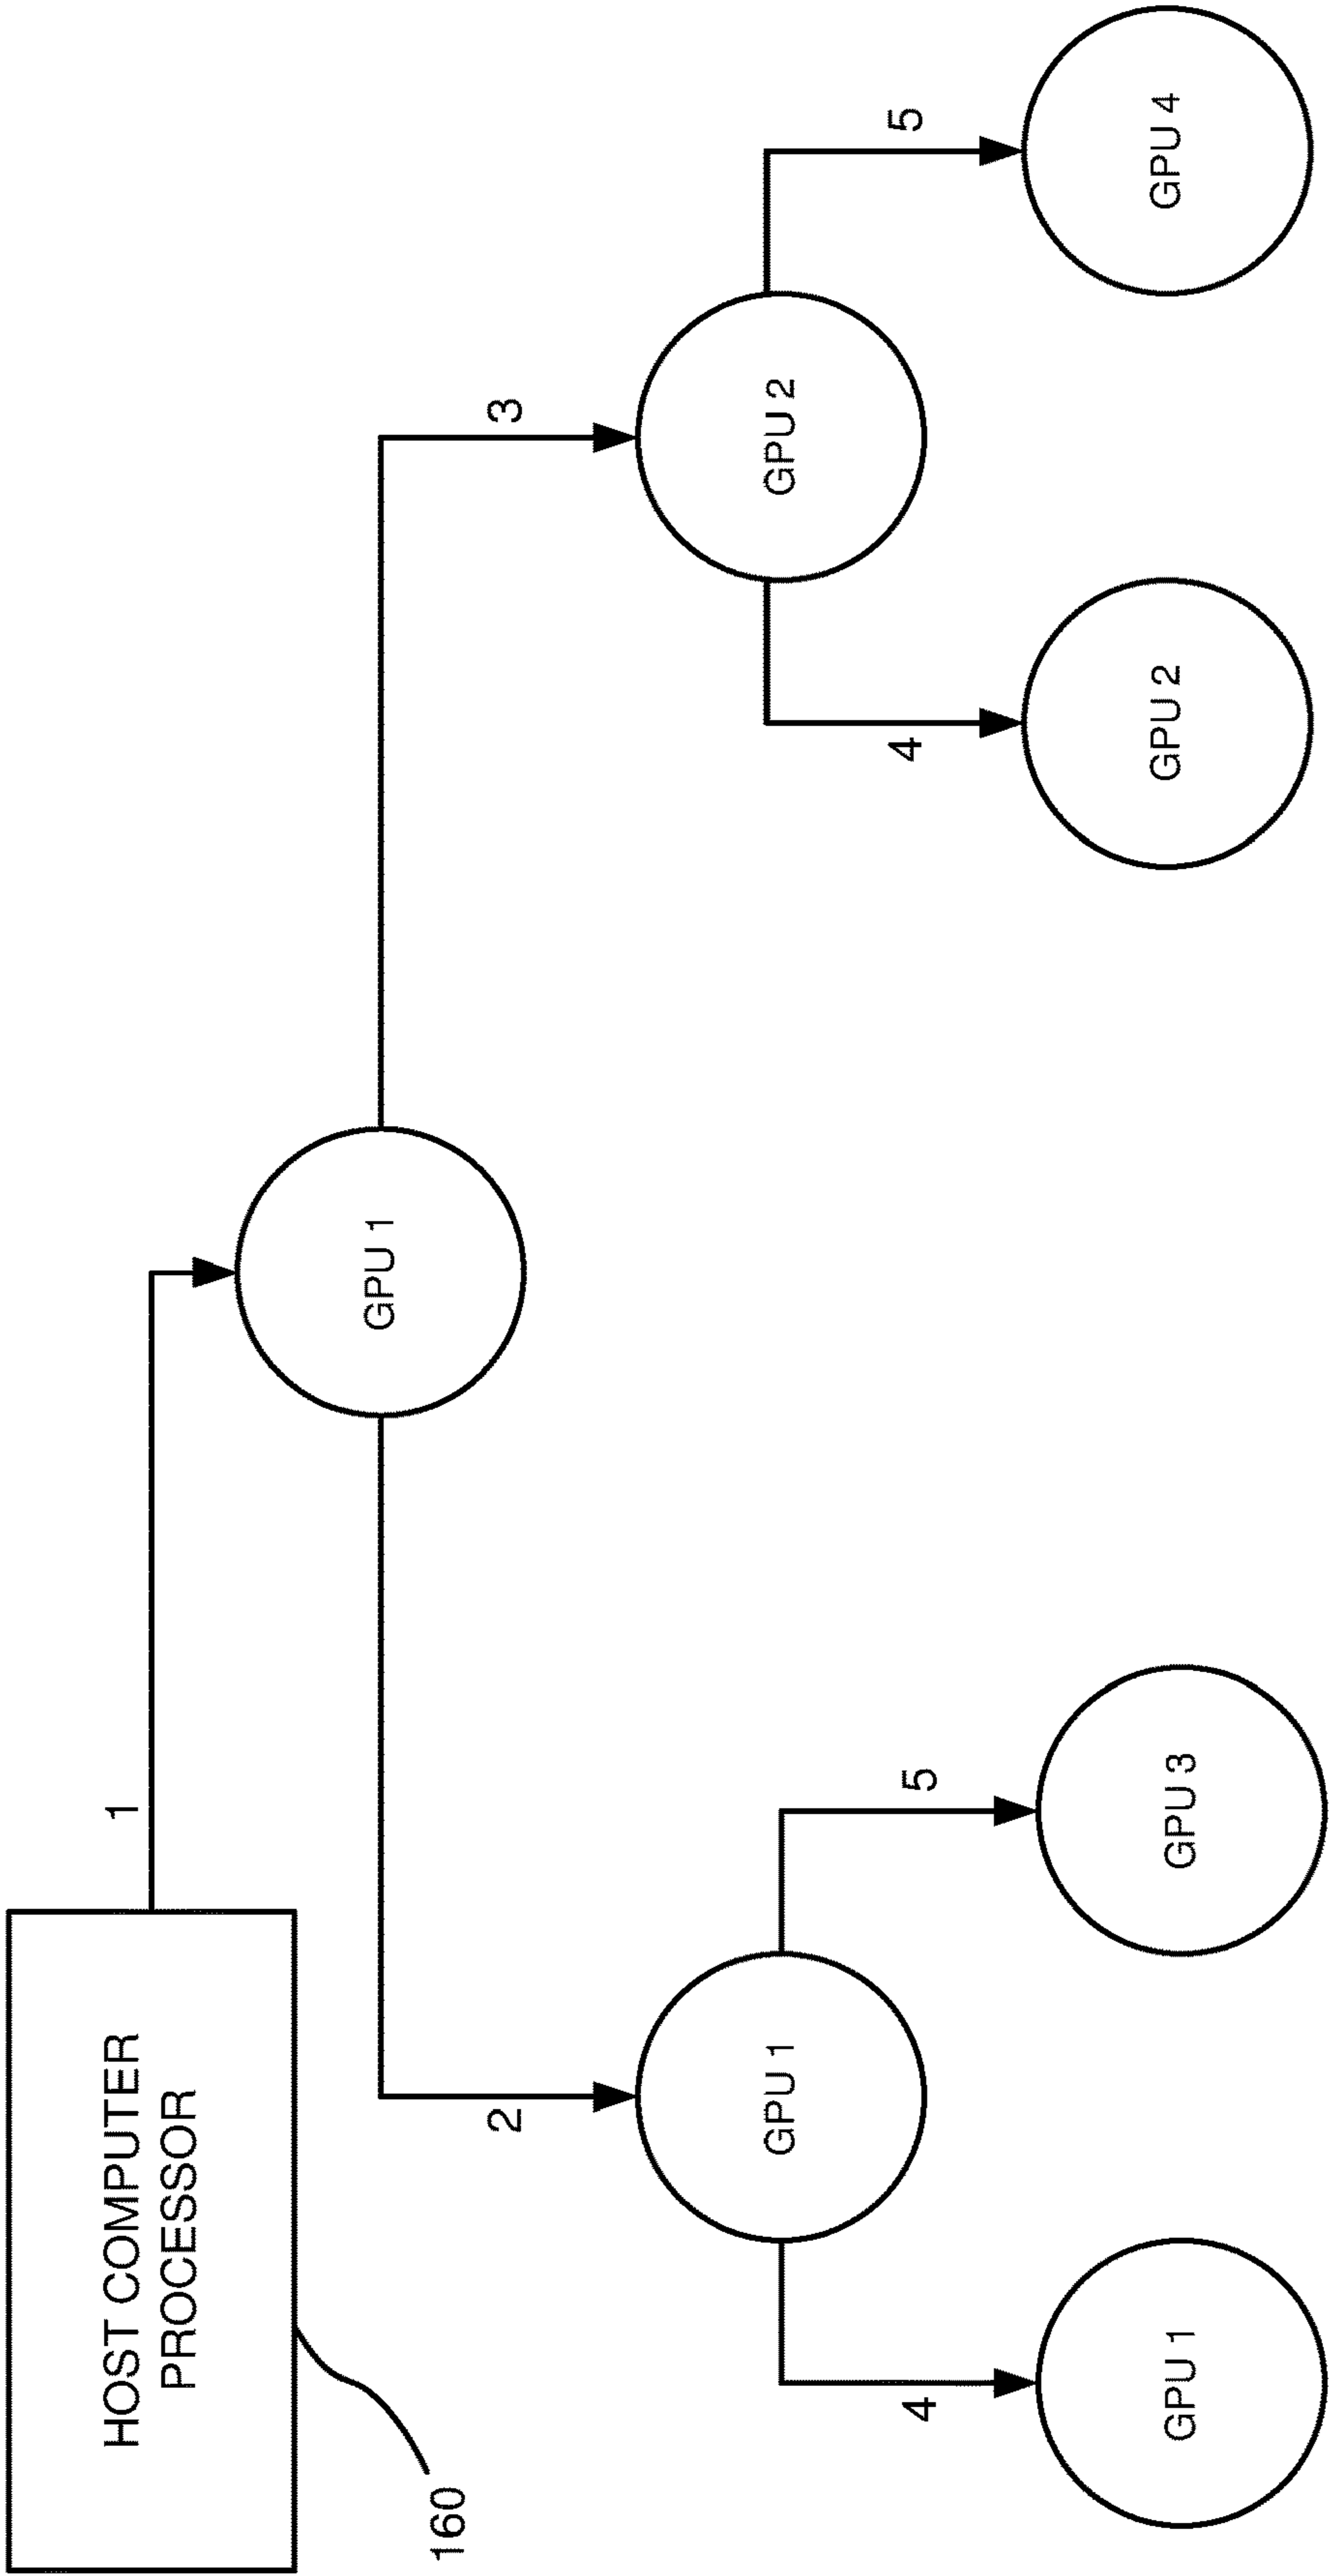 HOST COMPUTER
PROCESSOR
160
1
GPU 1
2
3
GPU 1
GPU 2
4
5
4
5
GPU 1
GPU 3
GPU 2
GPU 4